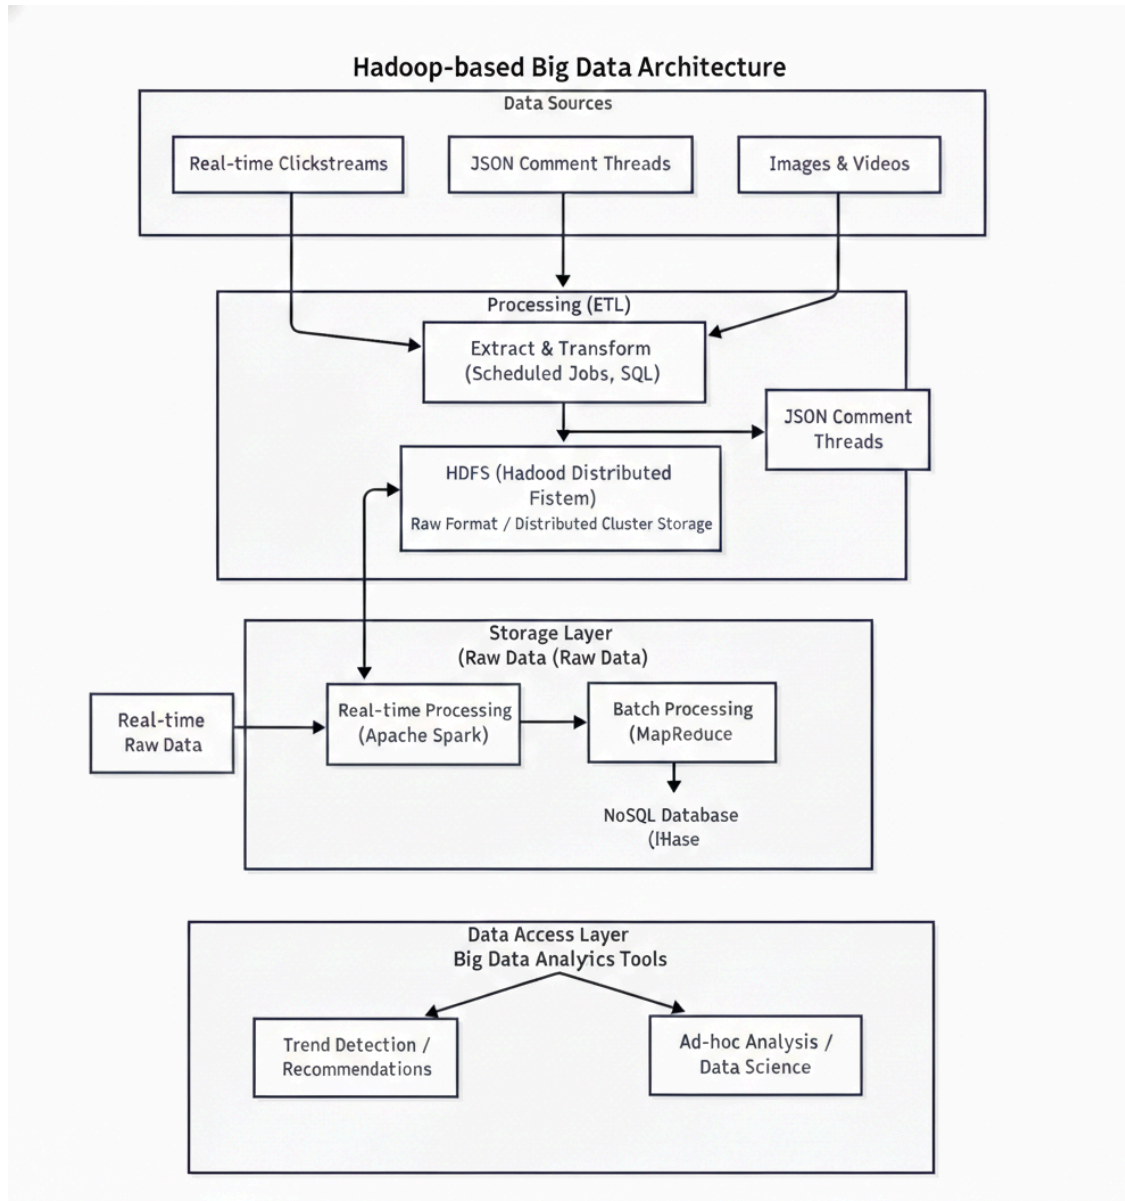 Hadoop-based Big Data Architecture
Data Sources
Real-time Clickstreams
JSON Comment Threads
Images & Videos
Processing (ETL)
Extract & Transform
(Scheduled Jobs, SQL)
JSON Comment
Threads
HDFS (Hadood Distributed
Fistem)
Raw Format / Distributed Cluster Storage
Storage Layer
(Raw Data (Raw Data)
Real-time
Raw Data
Real-time Processing
(Apache Spark)
Batch Processing
(MapReduce
NoSQL Database
Data Access Layer
Big Data Analyics Tools
Trend Detection /
Recommendations
Ad-hoc Analysis /
Data Science